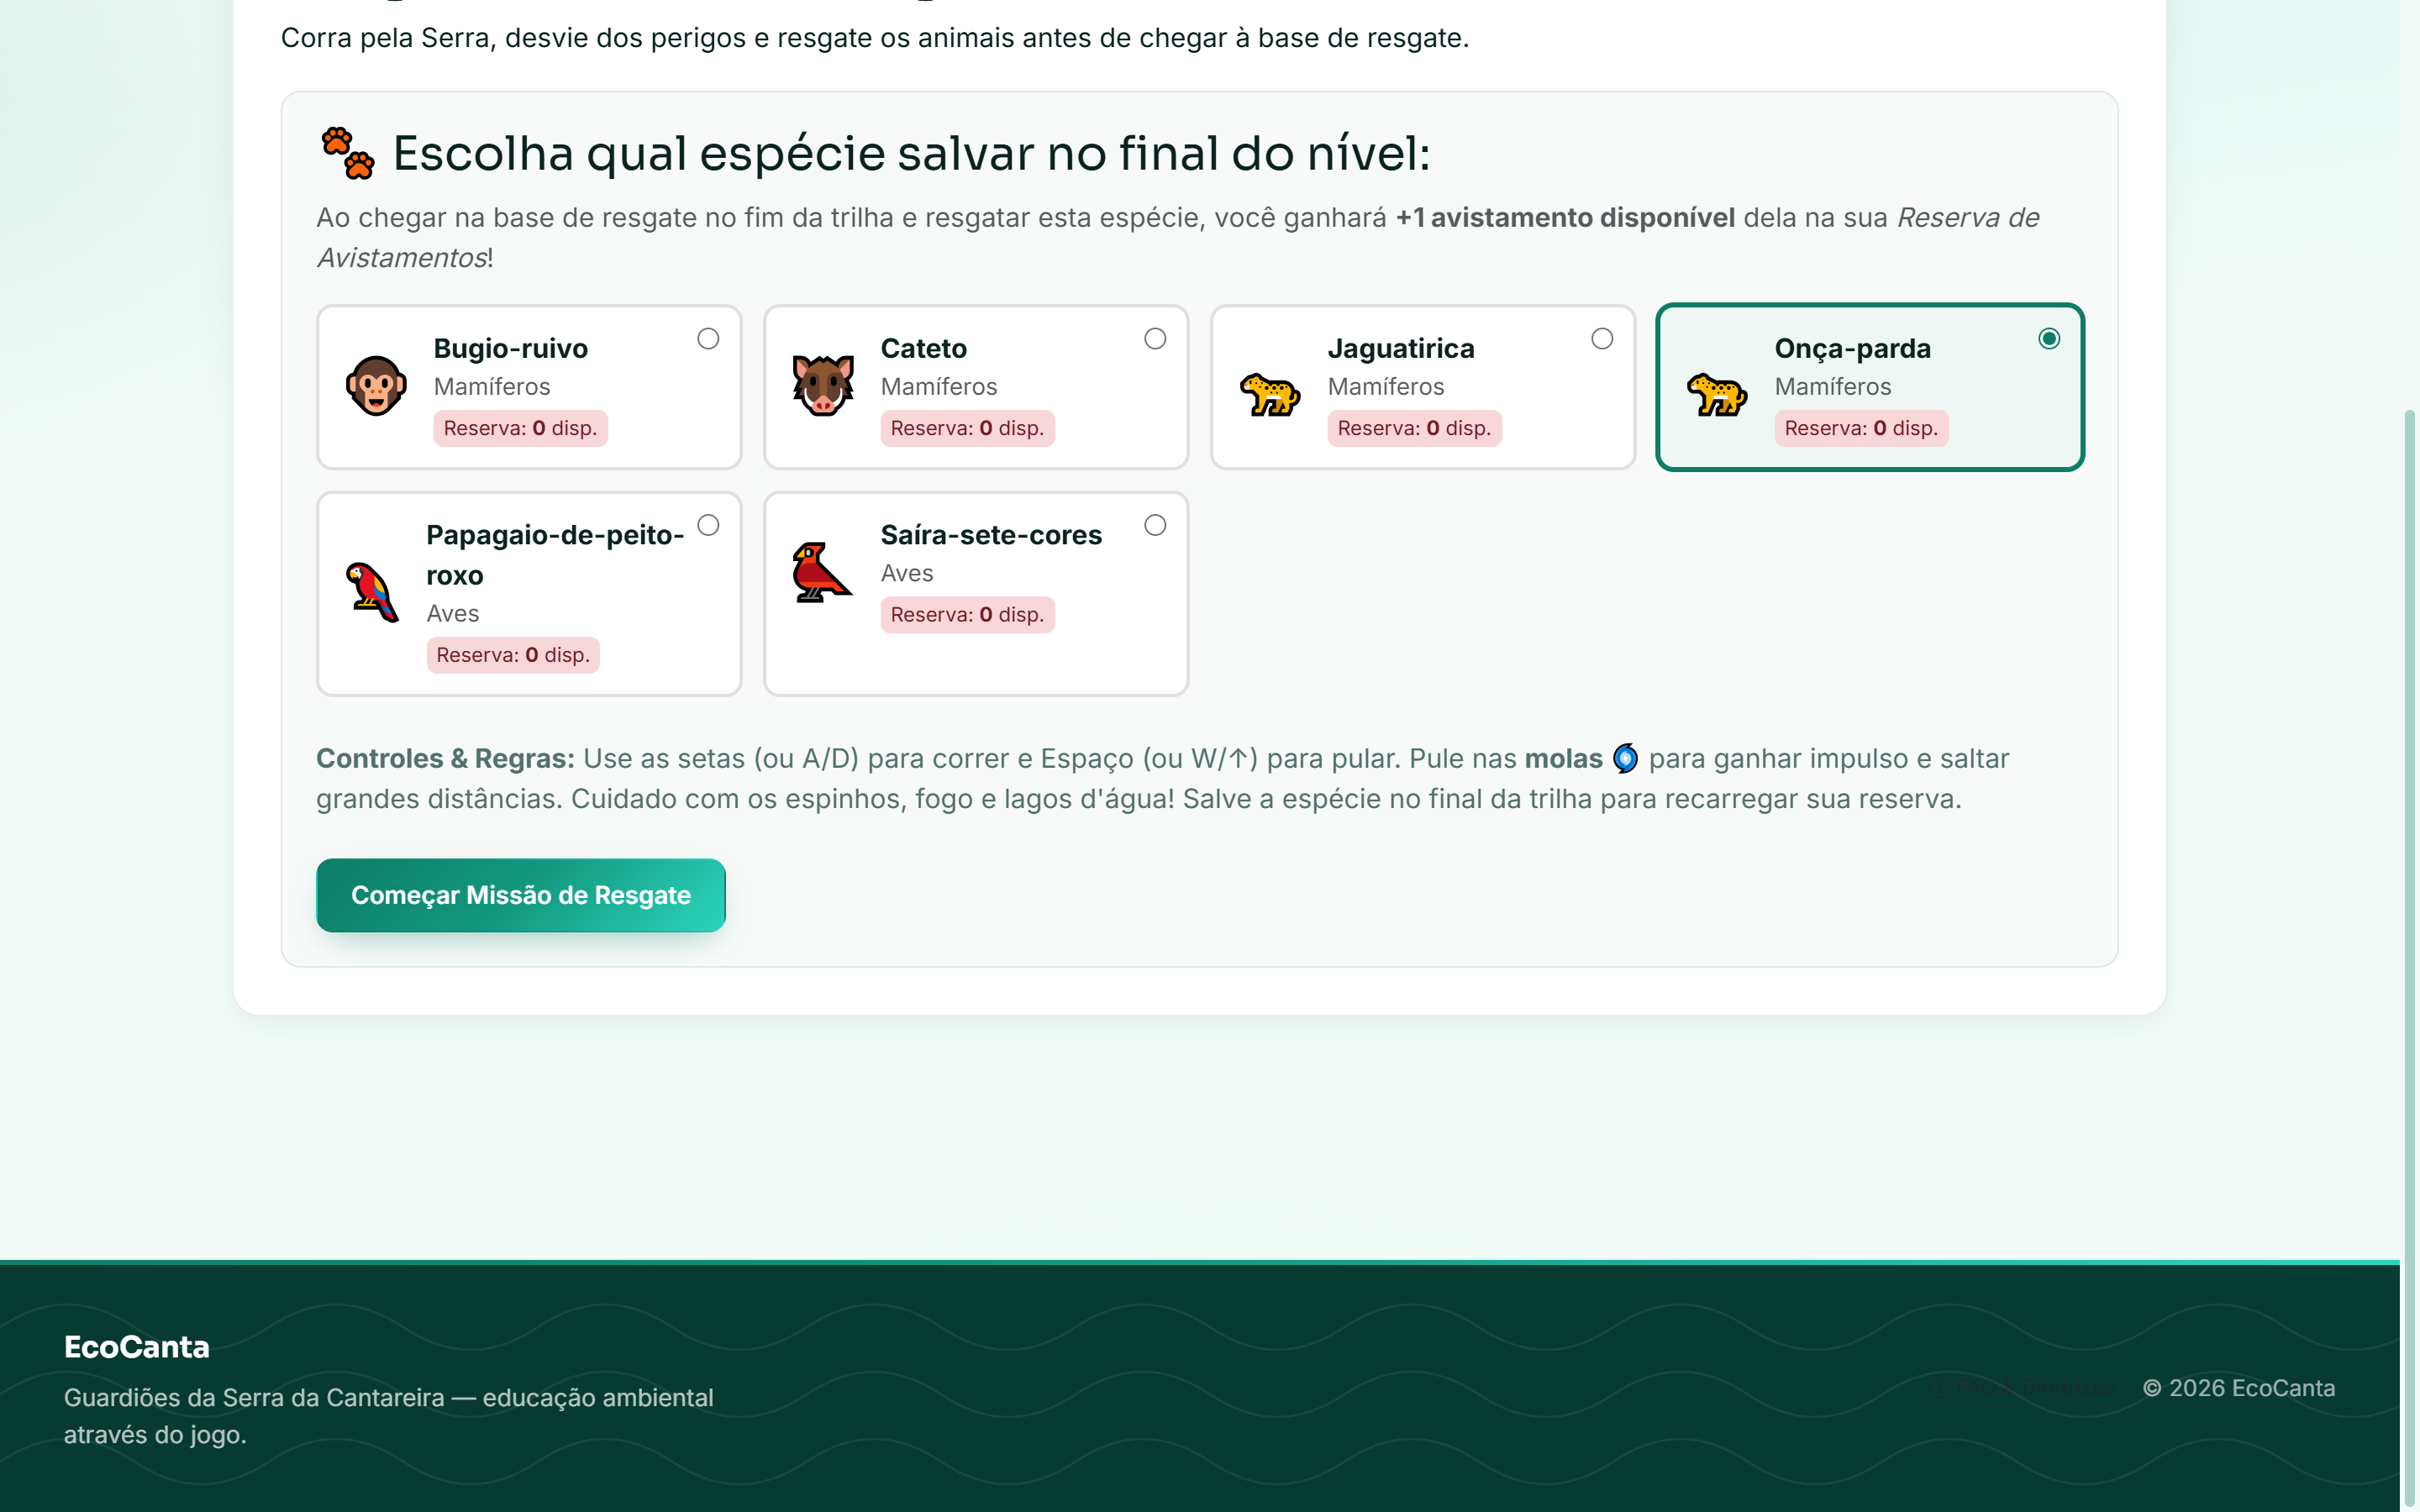 Corra pela Serra, desvie dos perigos e resgate os animais antes de chegar à base de resgate.
Escolha qual espécie salvar no final do nível:
Ao chegar na base de resgate no fim da trilha e resgatar esta espécie, você ganhará +1 avistamento disponível dela na sua Reserva de
Avistamentos!
Bugio-ruivo
Mamíferos
Reserva: 0 disp.
Cateto
Mamíferos
Reserva: 0 disp.
Jaguatirica
Mamíferos
Reserva: 0 disp.
Onça-parda
Mamíferos
Reserva: 0 disp.
Papagaio-de-peito-
roxo
Aves
Reserva: 0 disp.
Saíra-sete-cores
Aves
Reserva: 0 disp.
Controles & Regras: Use as setas (ou A/D) para correr e Espaço (ou W/↑) para pular. Pule nas molas 🌀 para ganhar impulso e saltar
grandes distâncias. Cuidado com os espinhos, fogo e lagos d'água! Salve a espécie no final da trilha para recarregar sua reserva.
Começar Missão de Resgate
EcoCanta
Guardiões da Serra da Cantareira — educação ambiental
através do jogo.
FAQ & Diretrizes
© 2026 EcoCanta